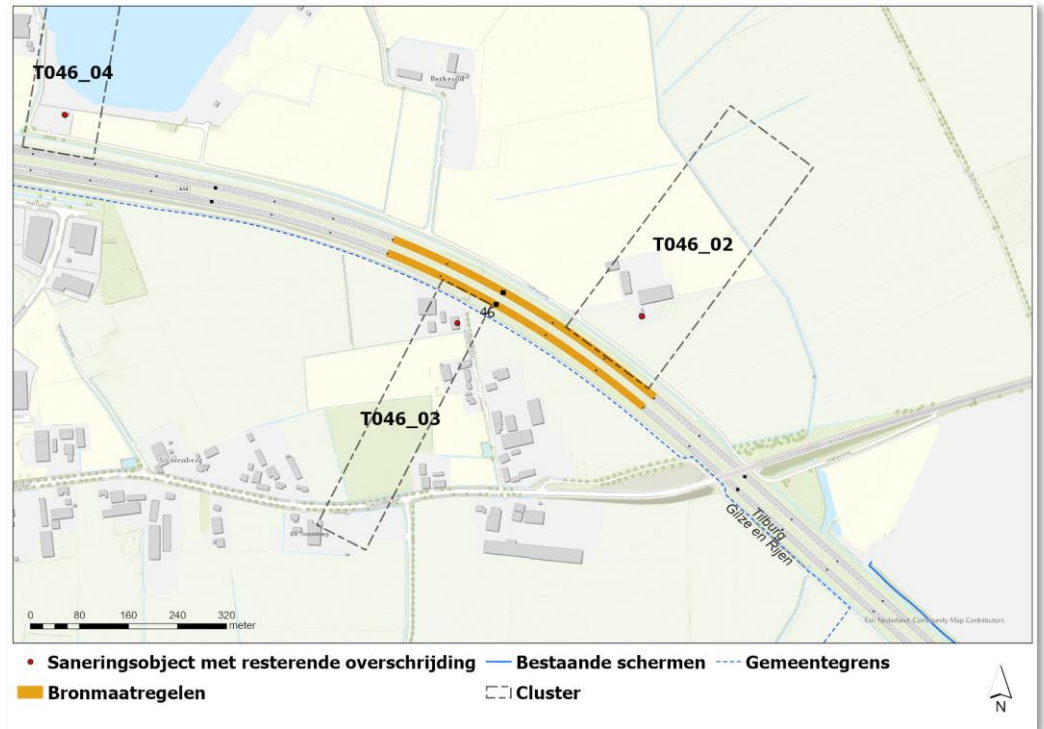 T046_04
Berkeind
A58
T046_02
46
T046_03
Vossenberg
Tilburg
Gilze en Rijen
0 80 160 240 320
meter
Esri Nederland, Community Map Contributors
Saneringsobject met resterende overschrijding Bestaande schermen Gemeentegrens
Bronmaatregelen Cluster
N